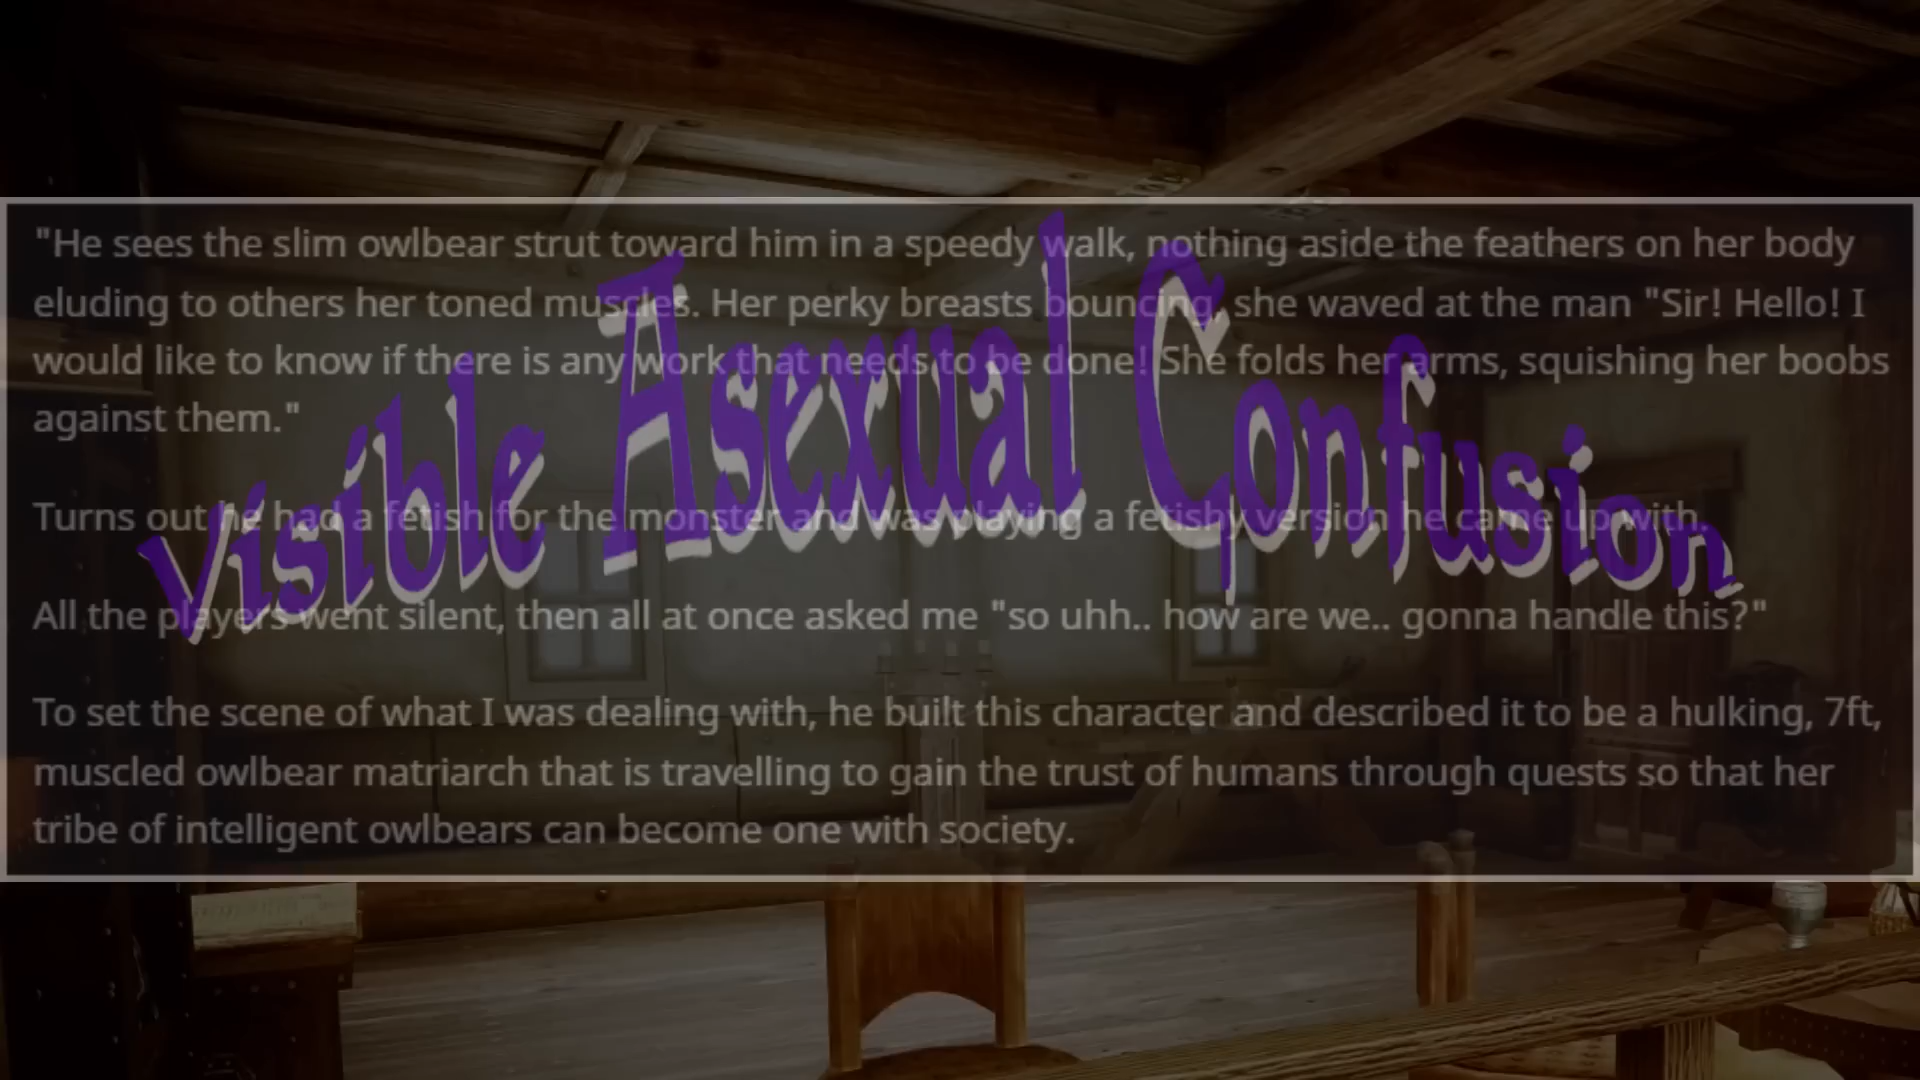 "He sees the slim owlbear strut toward him in a speedy walk, nothing aside the feathers on her body
eluding to others her toned muscles. Her perky breasts bouncing, she waved at the man "Sir! Hello! I
would like to know if there is any work that needs to be done! She folds her arms, squishing her boobs
against them."
Visible Asexual Confusion
Turns out he had a fetish for the monster and was playing a fetishy version he came up with.
All the players went silent, then all at once asked me "so uhh.. how are we.. gonna handle this?"
To set the scene of what I was dealing with, he built this character and described it to be a hulking, 7ft,
muscled owlbear matriarch that is travelling to gain the trust of humans through quests so that her
tribe of intelligent owlbears can become one with society.